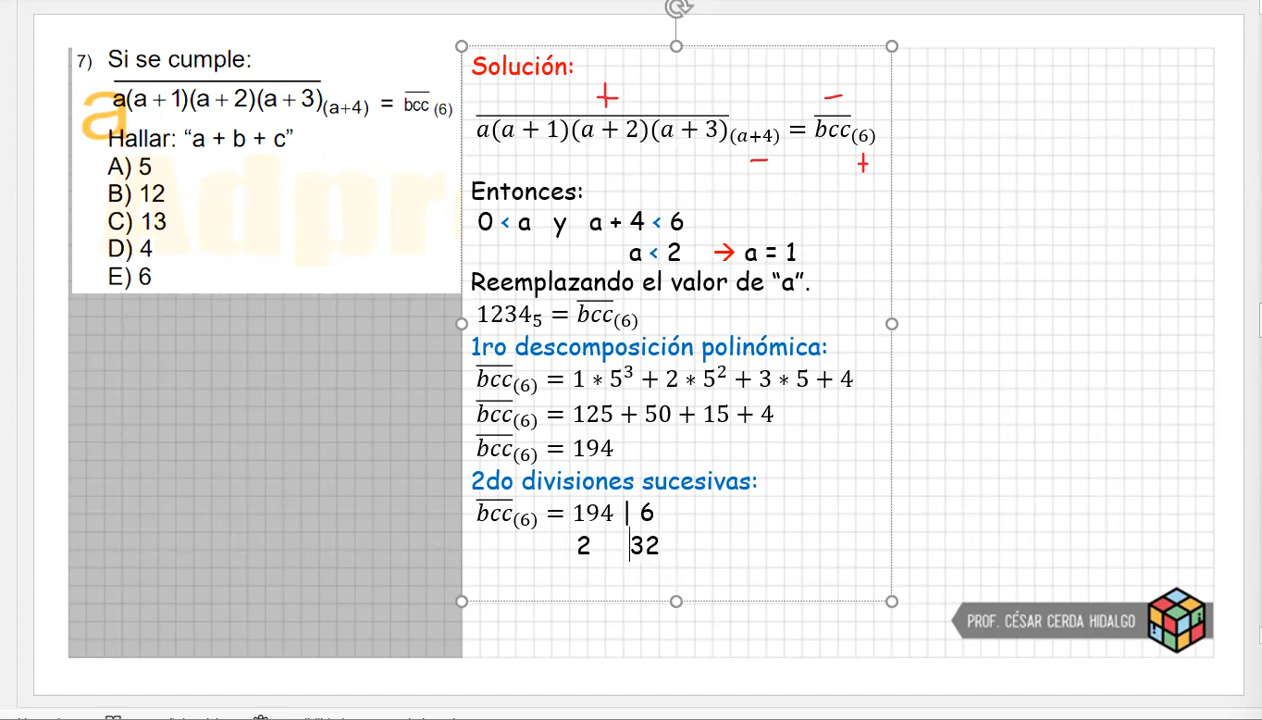 7) Si se cumple:
a(a + 1)(a + 2)(a + 3)(a+4) = bcc (6)
Hallar: “a + b + c”
A) 5
B) 12
C) 13
D) 4
E) 6
a
Adpr
Solución:
+ −
a(a + 1)(a + 2)(a + 3)(a+4) = bcc(6)
− +
Entonces:
0 < a y a + 4 < 6
a < 2 → a = 1
Reemplazando el valor de “a”.
1234₅ = bcc(6)
1ro descomposición polinómica:
bcc(6) = 1 ∗ 5³ + 2 ∗ 5² + 3 ∗ 5 + 4
bcc(6) = 125 + 50 + 15 + 4
bcc(6) = 194
2do divisiones sucesivas:
bcc(6) = 194 | 6
2 32
PROF. CÉSAR CERDA HIDALGO